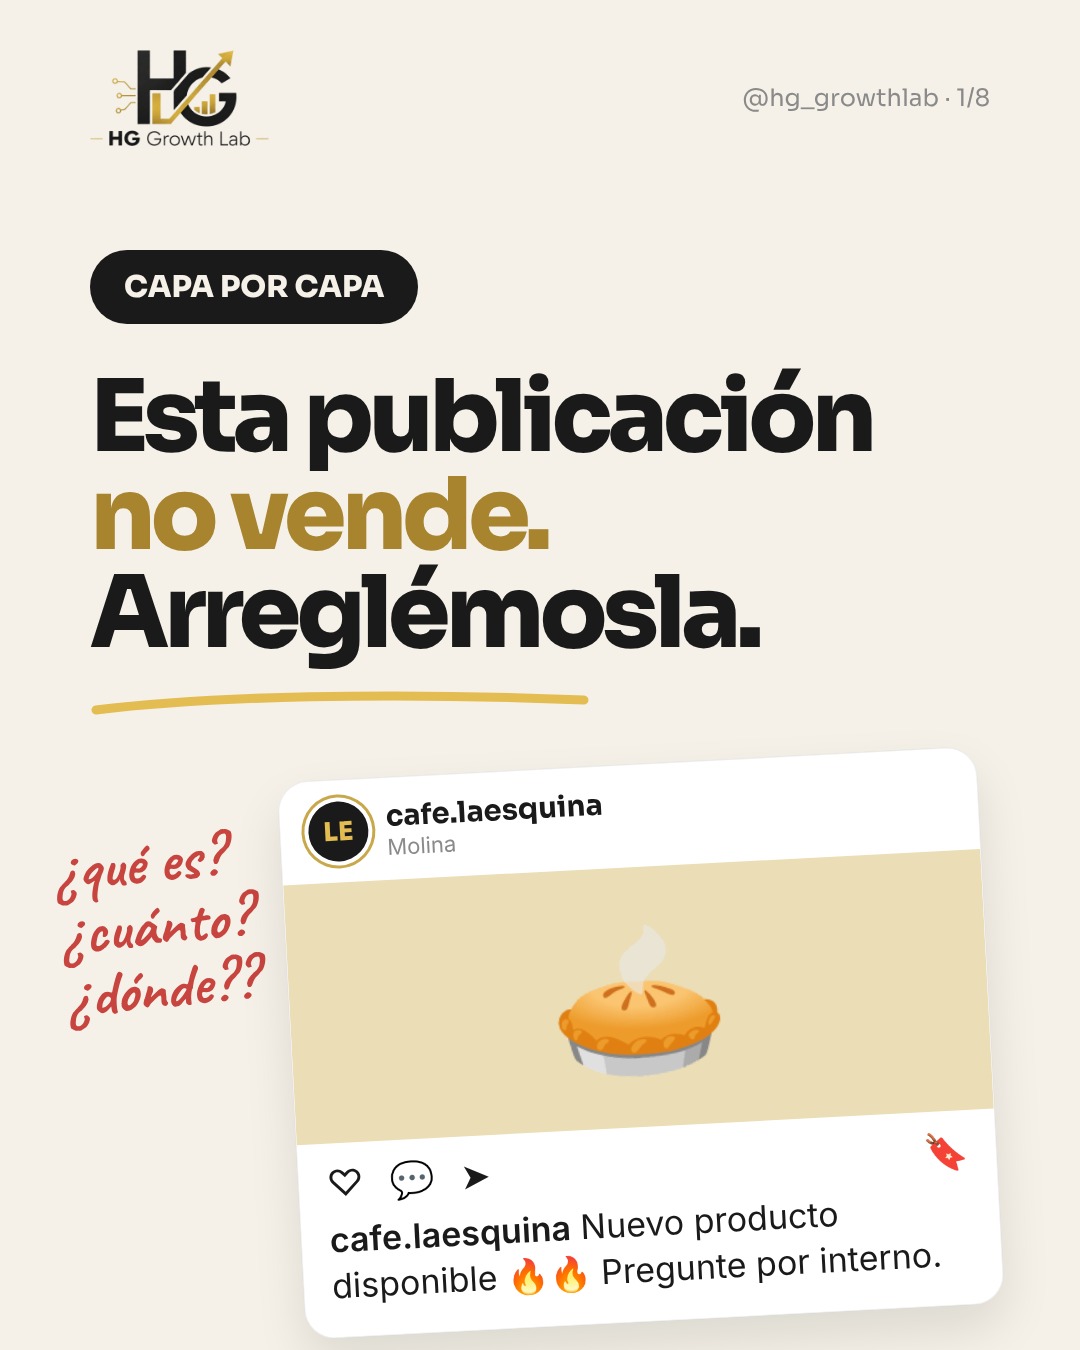 HG
HG Growth Lab
@hg_growthlab · 1/8
CAPA POR CAPA
Esta publicación
no vende.
Arreglémosla.
¿qué es?
¿cuánto?
¿dónde??
LE
cafe.laesquina
Molina
cafe.laesquina Nuevo producto
disponible 🔥🔥 Pregunte por interno.